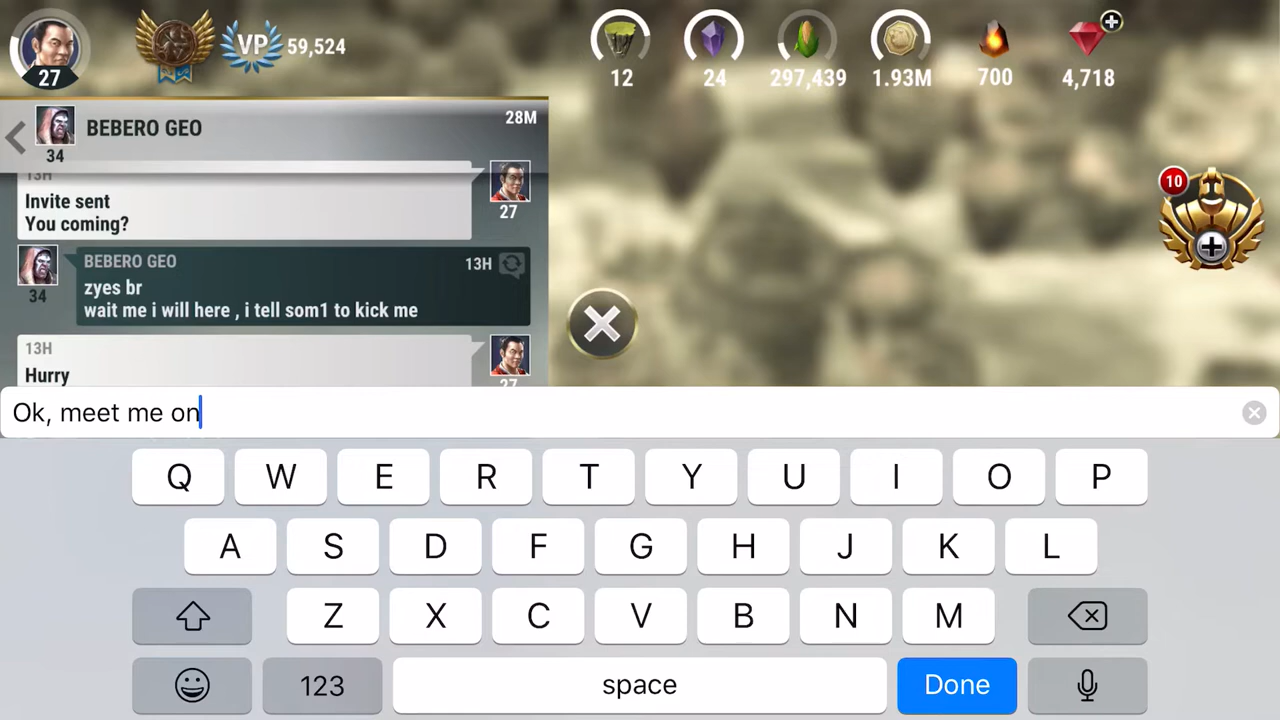 27
VP 59,524
12
24
297,439
1.93M
700
4,718
BEBERO GEO
28M
34
13H
Invite sent
You coming?
27
BEBERO GEO
13H
34
zyes br
wait me i will here , i tell som1 to kick me
13H
Hurry
27
10
Ok, meet me on
Q W E R T Y U I O P
A S D F G H J K L
Z X C V B N M
123 space Done